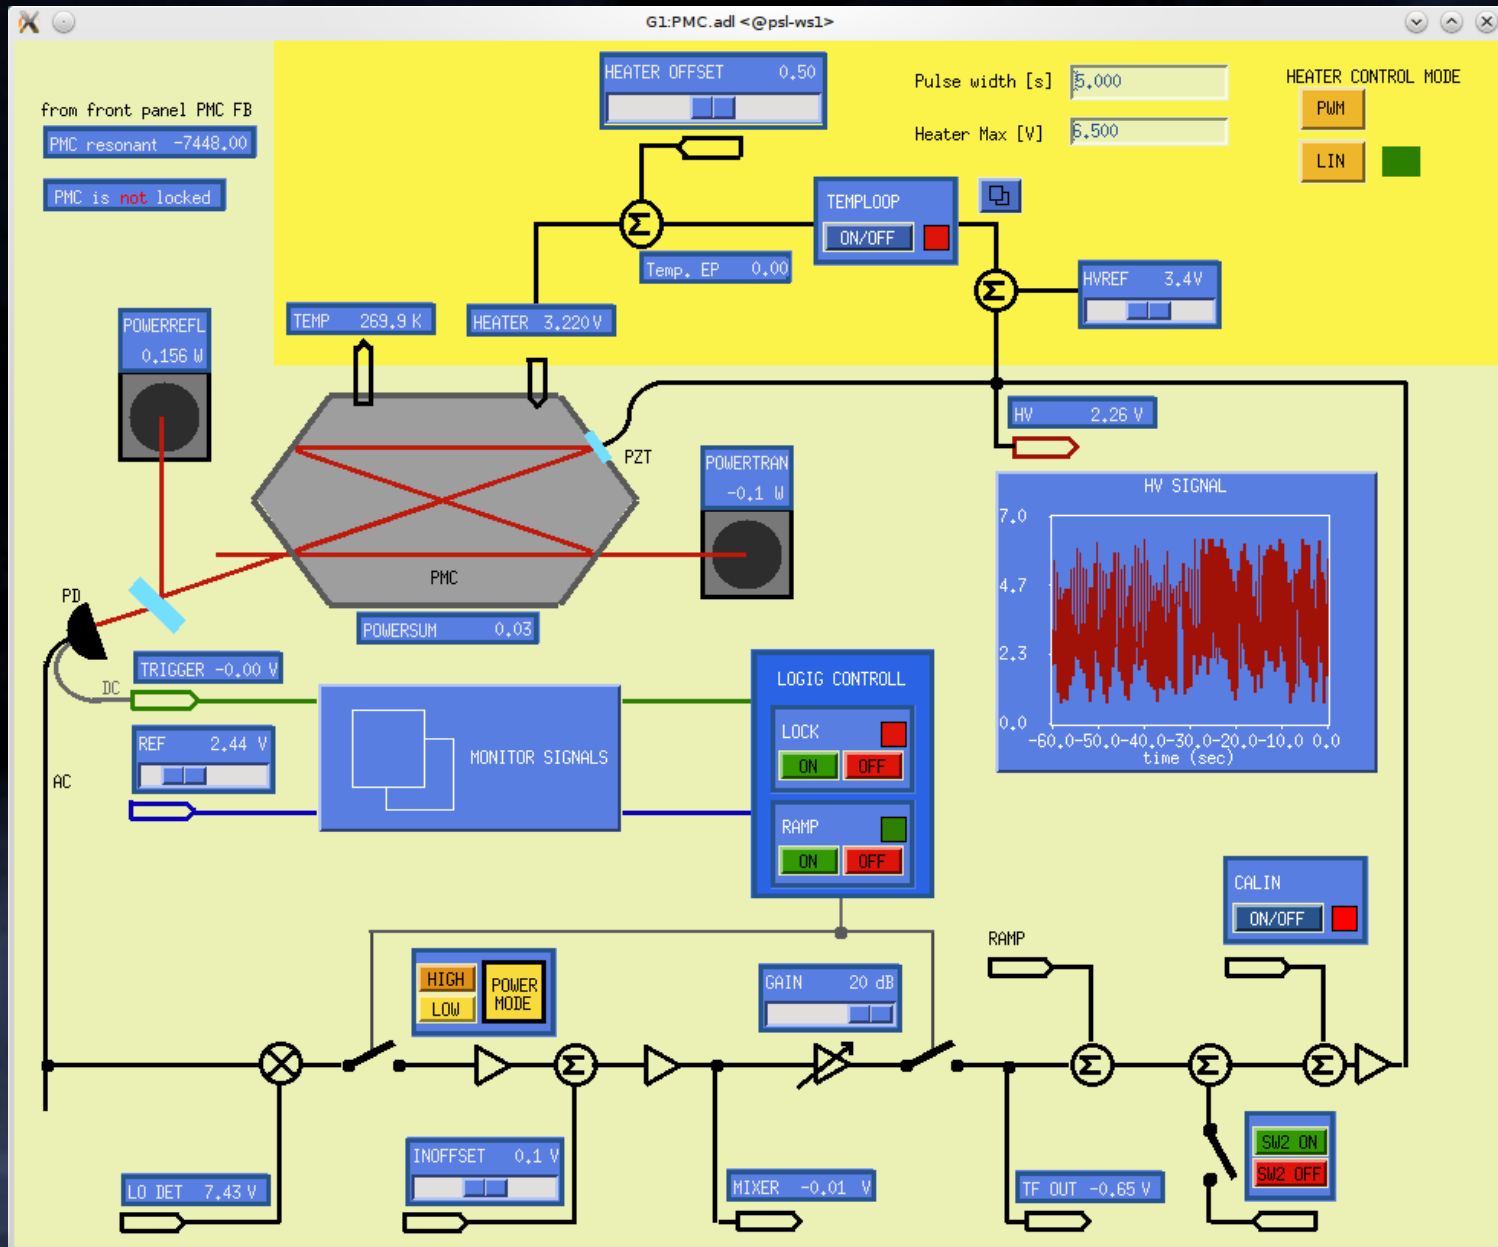 G1:PMC.adl <@psl-ws1>
HEATER OFFSET 0.50
Pulse width [s] 5.000
HEATER CONTROL MODE
from front panel PMC FB
PWM
Heater Max [V] 6.500
PMC resonant -7448.00
LIN
PMC is not locked
TEMPLOOP
ON/OFF
Σ
Temp. EP 0.00
HVREF 3.4V
Σ
TEMP 269.9 K
HEATER 3.220V
POWERREFL
0.156 W
HV 2.26 V
PZT
POWERTRAN
-0.1 W
HV SIGNAL
7.0
4.7
2.3
0.0
-60.0-50.0-40.0-30.0-20.0-10.0 0.0
time (sec)
PMC
PD
POWERSUM 0.03
TRIGGER -0.00 V
DC
LOGIG CONTROLL
REF 2.44 V
LOCK
ON OFF
MONITOR SIGNALS
AC
RAMP
ON OFF
CALIN
ON/OFF
RAMP
HIGH
LOW
POWER
MODE
GAIN 20 dB
Σ
Σ
Σ
Σ
INOFFSET 0.1 V
SW2 ON
SW2 OFF
LO DET 7.43 V
MIXER -0.01 V
TF OUT -0.65 V